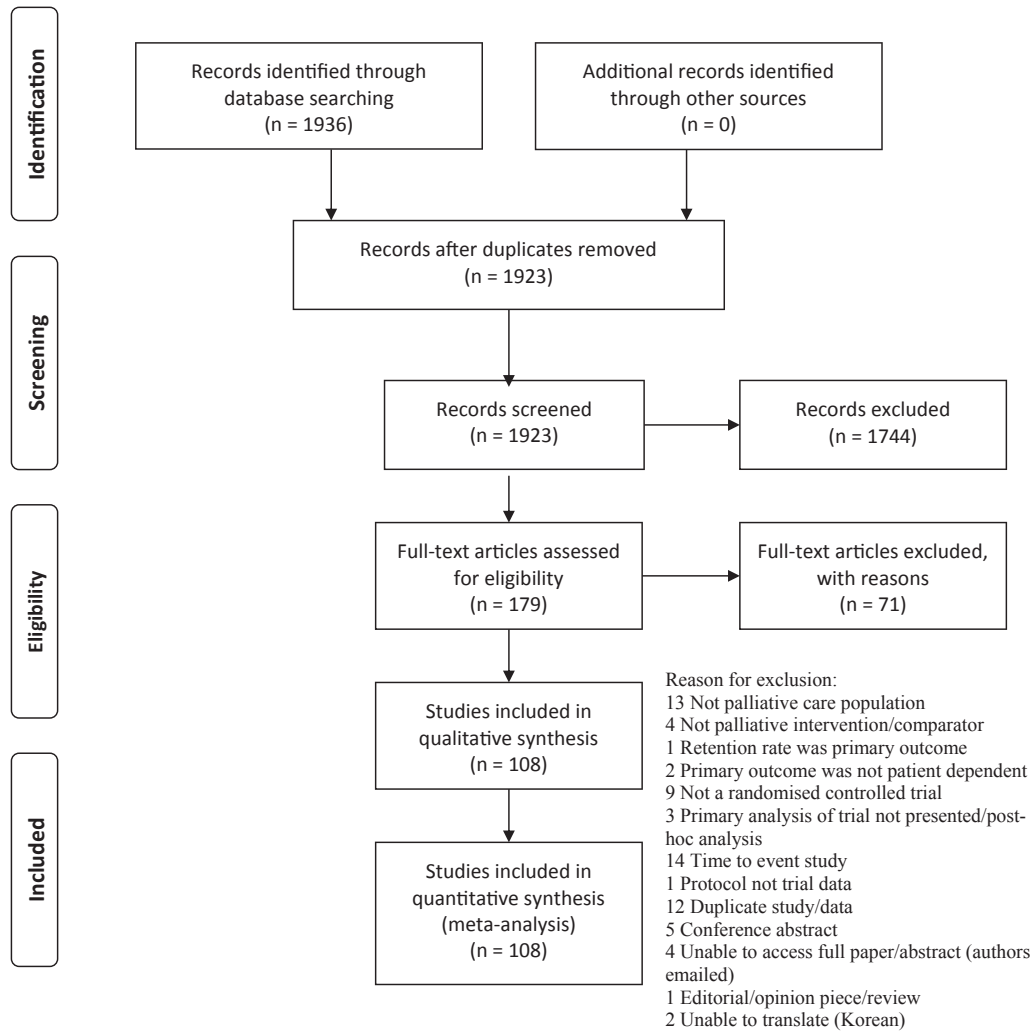 Identification
Records identified through
database searching
(n = 1936)
Additional records identified
through other sources
(n = 0)
Records after duplicates removed
(n = 1923)
Screening
Records screened
(n = 1923)
Records excluded
(n = 1744)
Eligibility
Full-text articles assessed
for eligibility
(n = 179)
Full-text articles excluded,
with reasons
(n = 71)
Studies included in
qualitative synthesis
(n = 108)
Reason for exclusion:
13 Not palliative care population
4 Not palliative intervention/comparator
1 Retention rate was primary outcome
2 Primary outcome was not patient dependent
9 Not a randomised controlled trial
3 Primary analysis of trial not presented/post-
hoc analysis
14 Time to event study
1 Protocol not trial data
12 Duplicate study/data
5 Conference abstract
4 Unable to access full paper/abstract (authors
emailed)
1 Editorial/opinion piece/review
2 Unable to translate (Korean)
Included
Studies included in
quantitative synthesis
(meta-analysis)
n = 108)